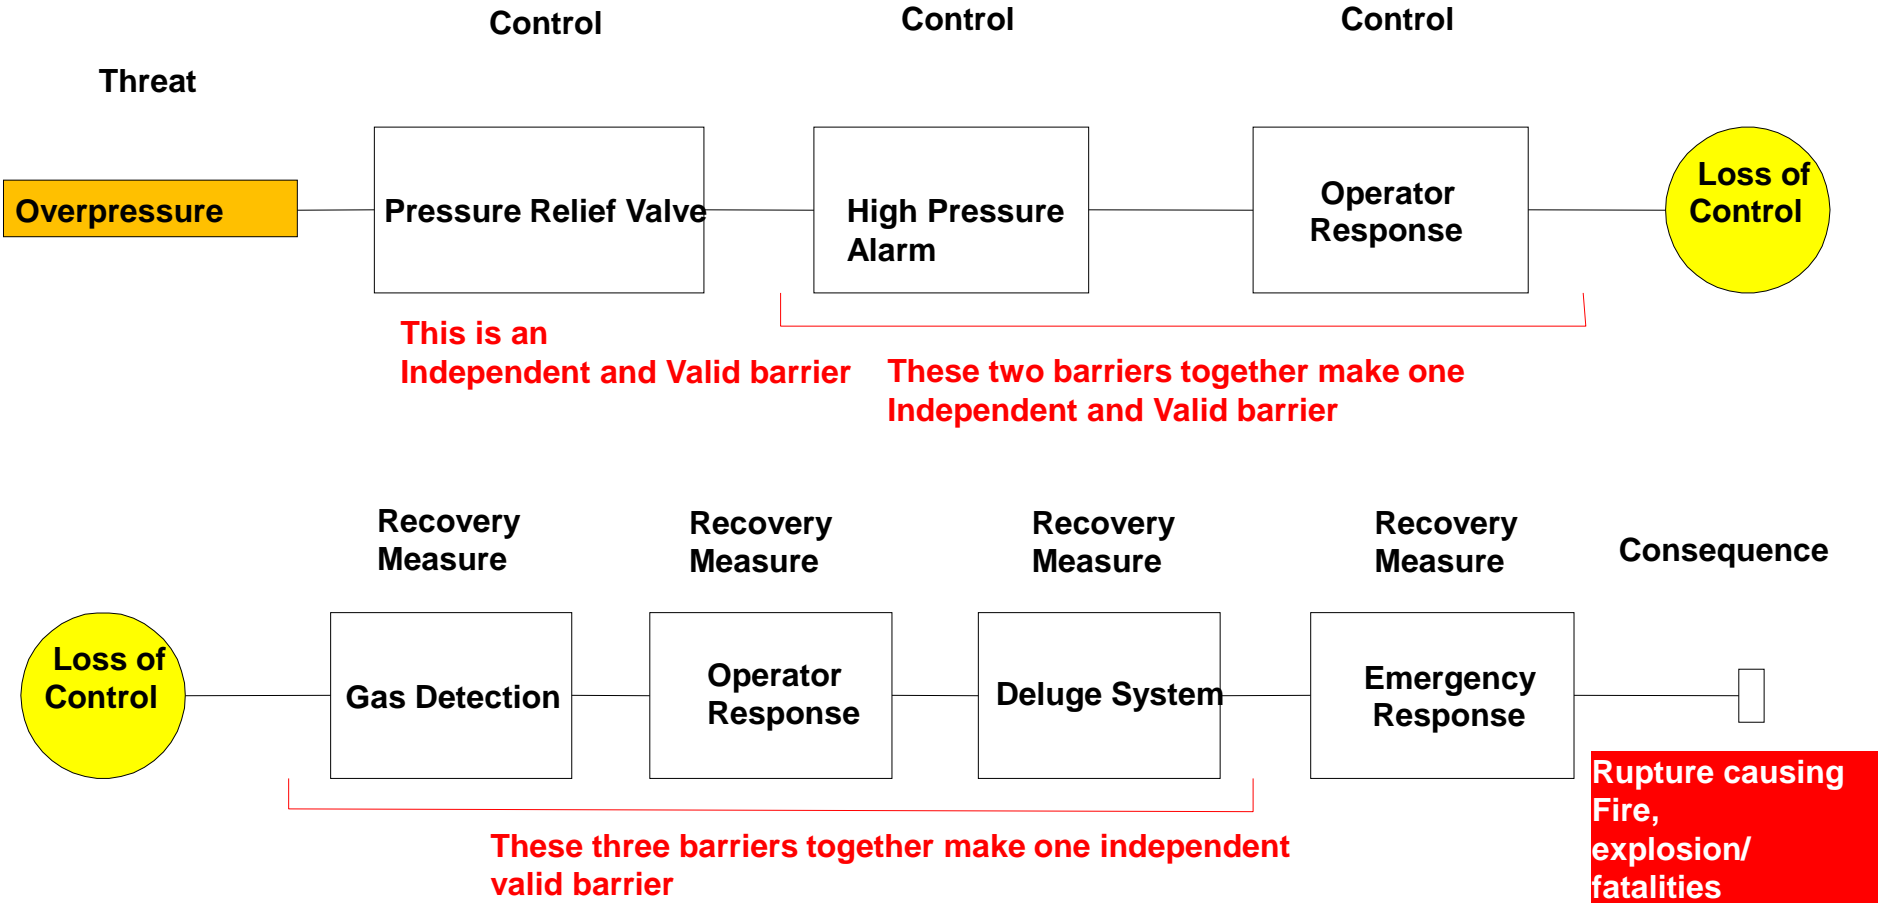 Control
Control
Control
Threat
Overpressure
Pressure Relief Valve
High Pressure
Alarm
Operator
Response
Loss of
Control
This is an
Independent and Valid barrier
These two barriers together make one
Independent and Valid barrier
Recovery
Measure
Recovery
Measure
Recovery
Measure
Recovery
Measure
Consequence
Loss of
Control
Gas Detection
Operator
Response
Deluge System
Emergency
Response
Rupture causing
Fire,
explosion/
fatalities
These three barriers together make one independent
valid barrier